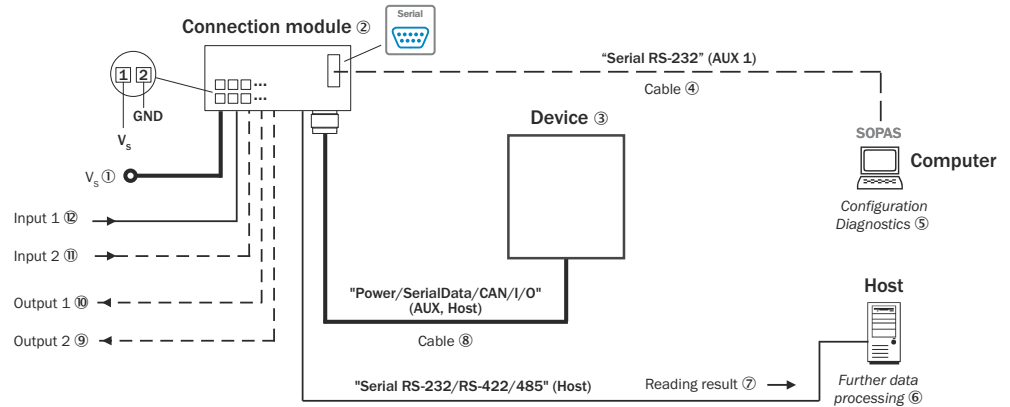 Serial
Connection module ②
1 2
GND
Vs
"Serial RS-232" (AUX 1)
Cable ④
Device ③
SOPAS
Computer
Configuration
Diagnostics ⑤
Vs ①
Input 1 ⑫
Input 2 ⑪
Output 1 ⑩
Output 2 ⑨
"Power/SerialData/CAN/I/O"
(AUX, Host)
Cable ⑧
Host
"Serial RS-232/RS-422/485" (Host)
Reading result ⑦
Further data
processing ⑥